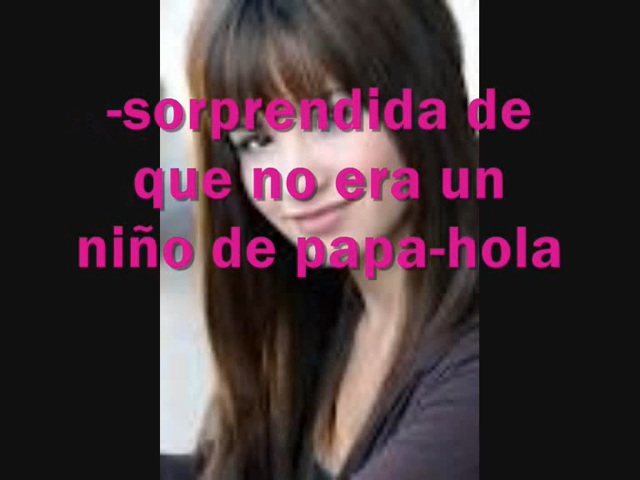 -sorprendida de
que no era un
niño de papa-hola